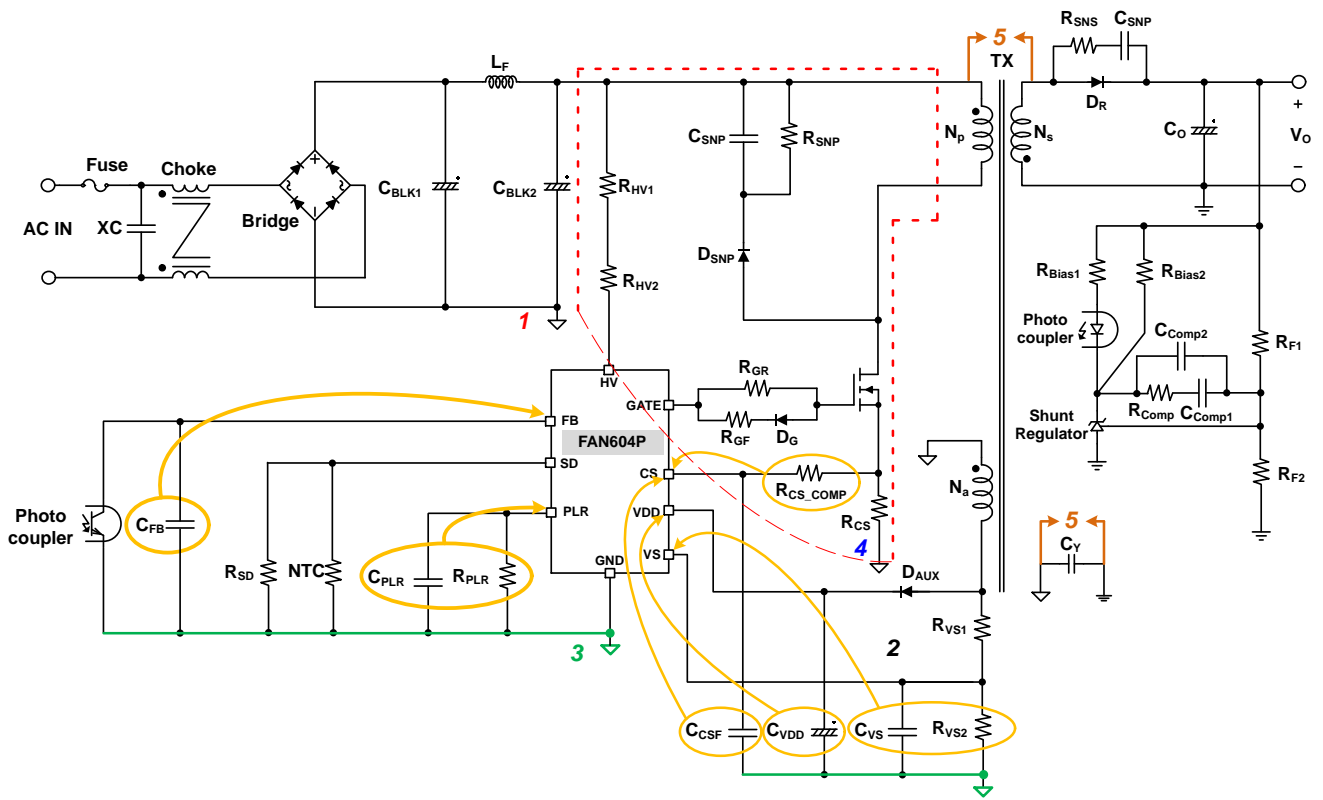 RSNS
CSNP
5
TX
LF
DR
+
VO
–
CO
Np
Ns
CSNP
RSNP
Fuse
Choke
+
–
Bridge
CBLK1
CBLK2
RHV1
AC IN
XC
DSNP
RHV2
RBias1
RBias2
1
Photo
coupler
CComp2
RF1
HV
RGR
GATE
RGF
DG
RComp
CComp1
FB
FAN604P
Shunt
Regulator
SD
CS
RCS_COMP
Na
RF2
PLR
VDD
RCS
5
CY
Photo
coupler
CFB
VS
4
GND
RSD
NTC
CPLR
RPLR
DAUX
RVS1
3
2
CCSF
CVDD
CVS
RVS2